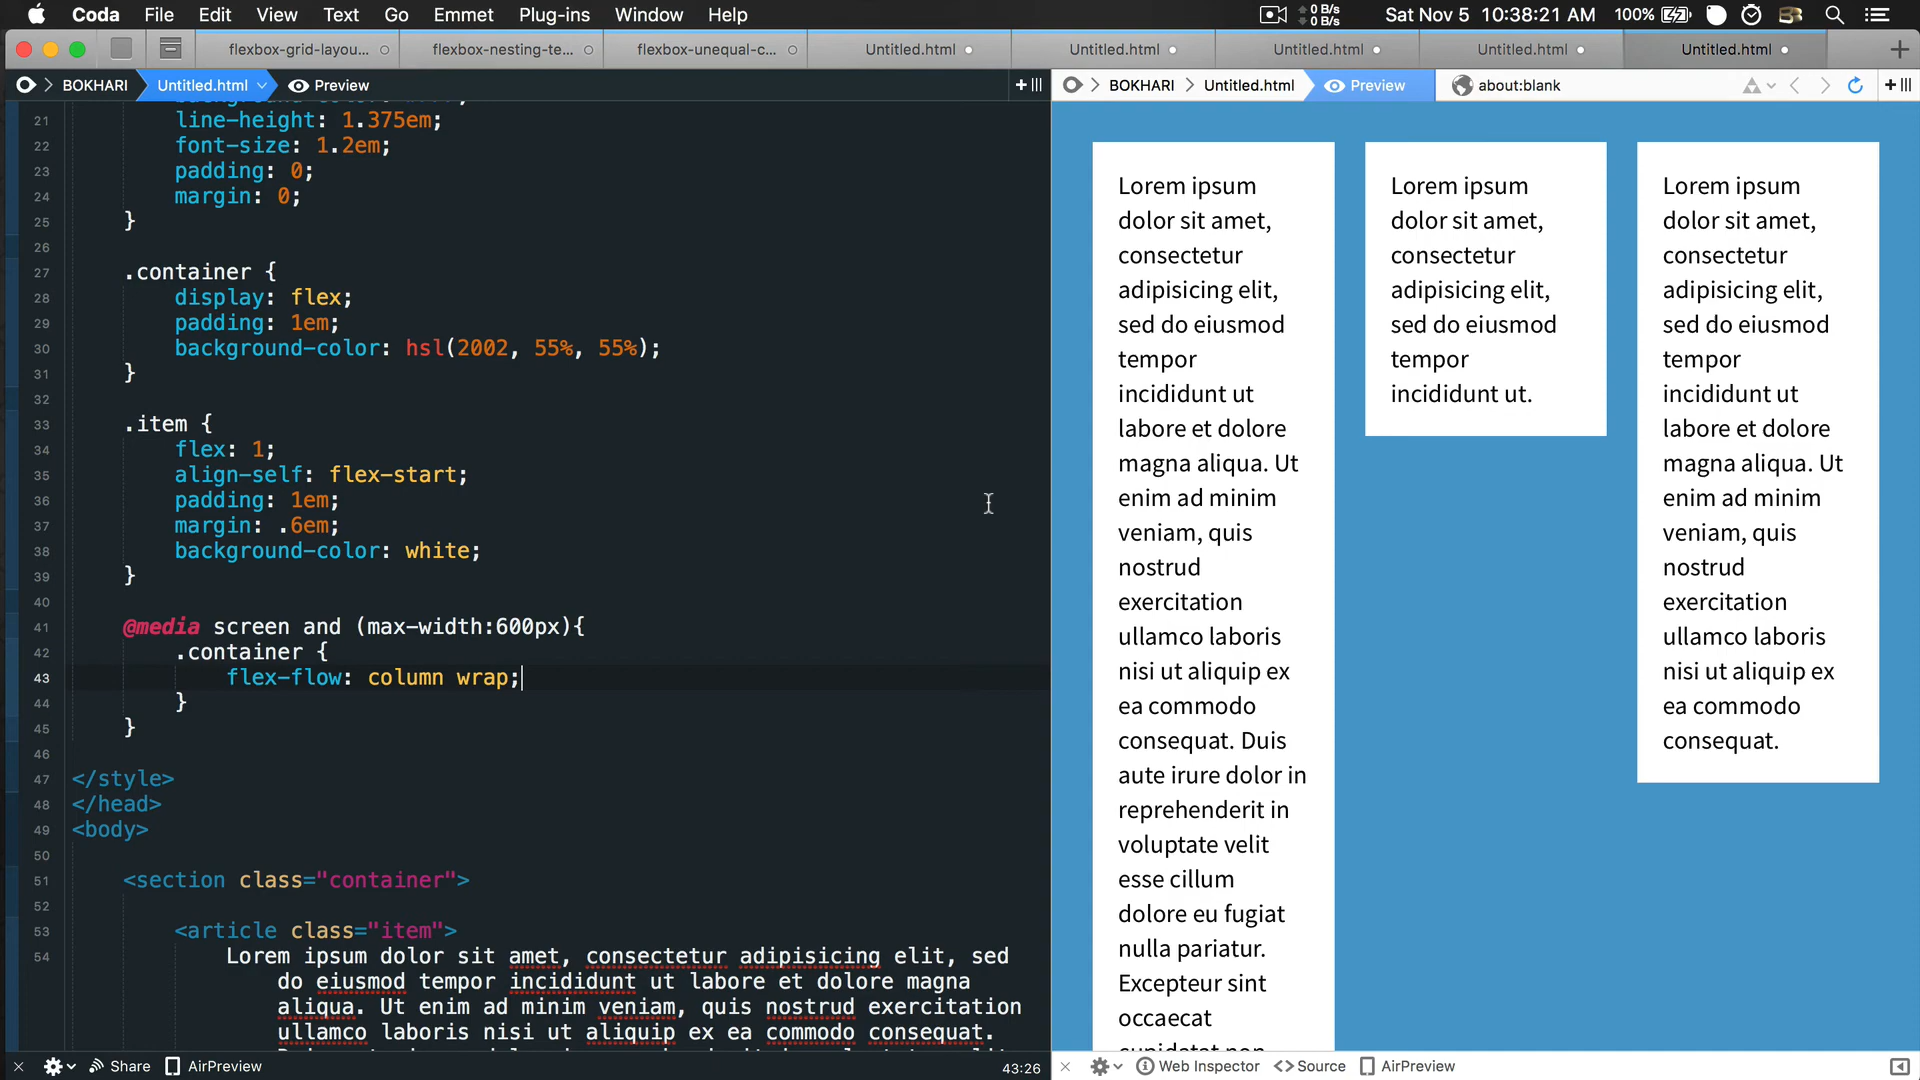 Coda File Edit View Text Go Emmet Plug-ins Window Help 0 B/s 0 B/s Sat Nov 5 10:38:21 AM 100%
flexbox-grid-layou... flexbox-nesting-te... flexbox-unequal-c... Untitled.html Untitled.html Untitled.html Untitled.html Untitled.html
BOKHARI Untitled.html Preview
21 line-height: 1.375em;
22 font-size: 1.2em;
23 padding: 0;
24 margin: 0;
25 }
26
27 .container {
28 display: flex;
29 padding: 1em;
30 background-color: hsl(2002, 55%, 55%);
31 }
32
33 .item {
34 flex: 1;
35 align-self: flex-start;
36 padding: 1em;
37 margin: .6em;
38 background-color: white;
39 }
40
41 @media screen and (max-width:600px){
42 .container {
43 flex-flow: column wrap;
44 }
45 }
46
47 </style>
48 </head>
49 <body>
50
51 <section class="container">
52
53 <article class="item">
54 Lorem ipsum dolor sit amet, consectetur adipisicing elit, sed
do eiusmod tempor incididunt ut labore et dolore magna
aliqua. Ut enim ad minim veniam, quis nostrud exercitation
ullamco laboris nisi ut aliquip ex ea commodo consequat.
Share AirPreview 43:26
BOKHARI Untitled.html Preview about:blank
Lorem ipsum
dolor sit amet,
consectetur
adipisicing elit,
sed do eiusmod
tempor
incididunt ut
labore et dolore
magna aliqua. Ut
enim ad minim
veniam, quis
nostrud
exercitation
ullamco laboris
nisi ut aliquip ex
ea commodo
consequat. Duis
aute irure dolor in
reprehenderit in
voluptate velit
esse cillum
dolore eu fugiat
nulla pariatur.
Excepteur sint
occaecat
cupidatat non
Lorem ipsum
dolor sit amet,
consectetur
adipisicing elit,
sed do eiusmod
tempor
incididunt ut.
Lorem ipsum
dolor sit amet,
consectetur
adipisicing elit,
sed do eiusmod
tempor
incididunt ut
labore et dolore
magna aliqua. Ut
enim ad minim
veniam, quis
nostrud
exercitation
ullamco laboris
nisi ut aliquip ex
ea commodo
consequat.
Web Inspector Source AirPreview